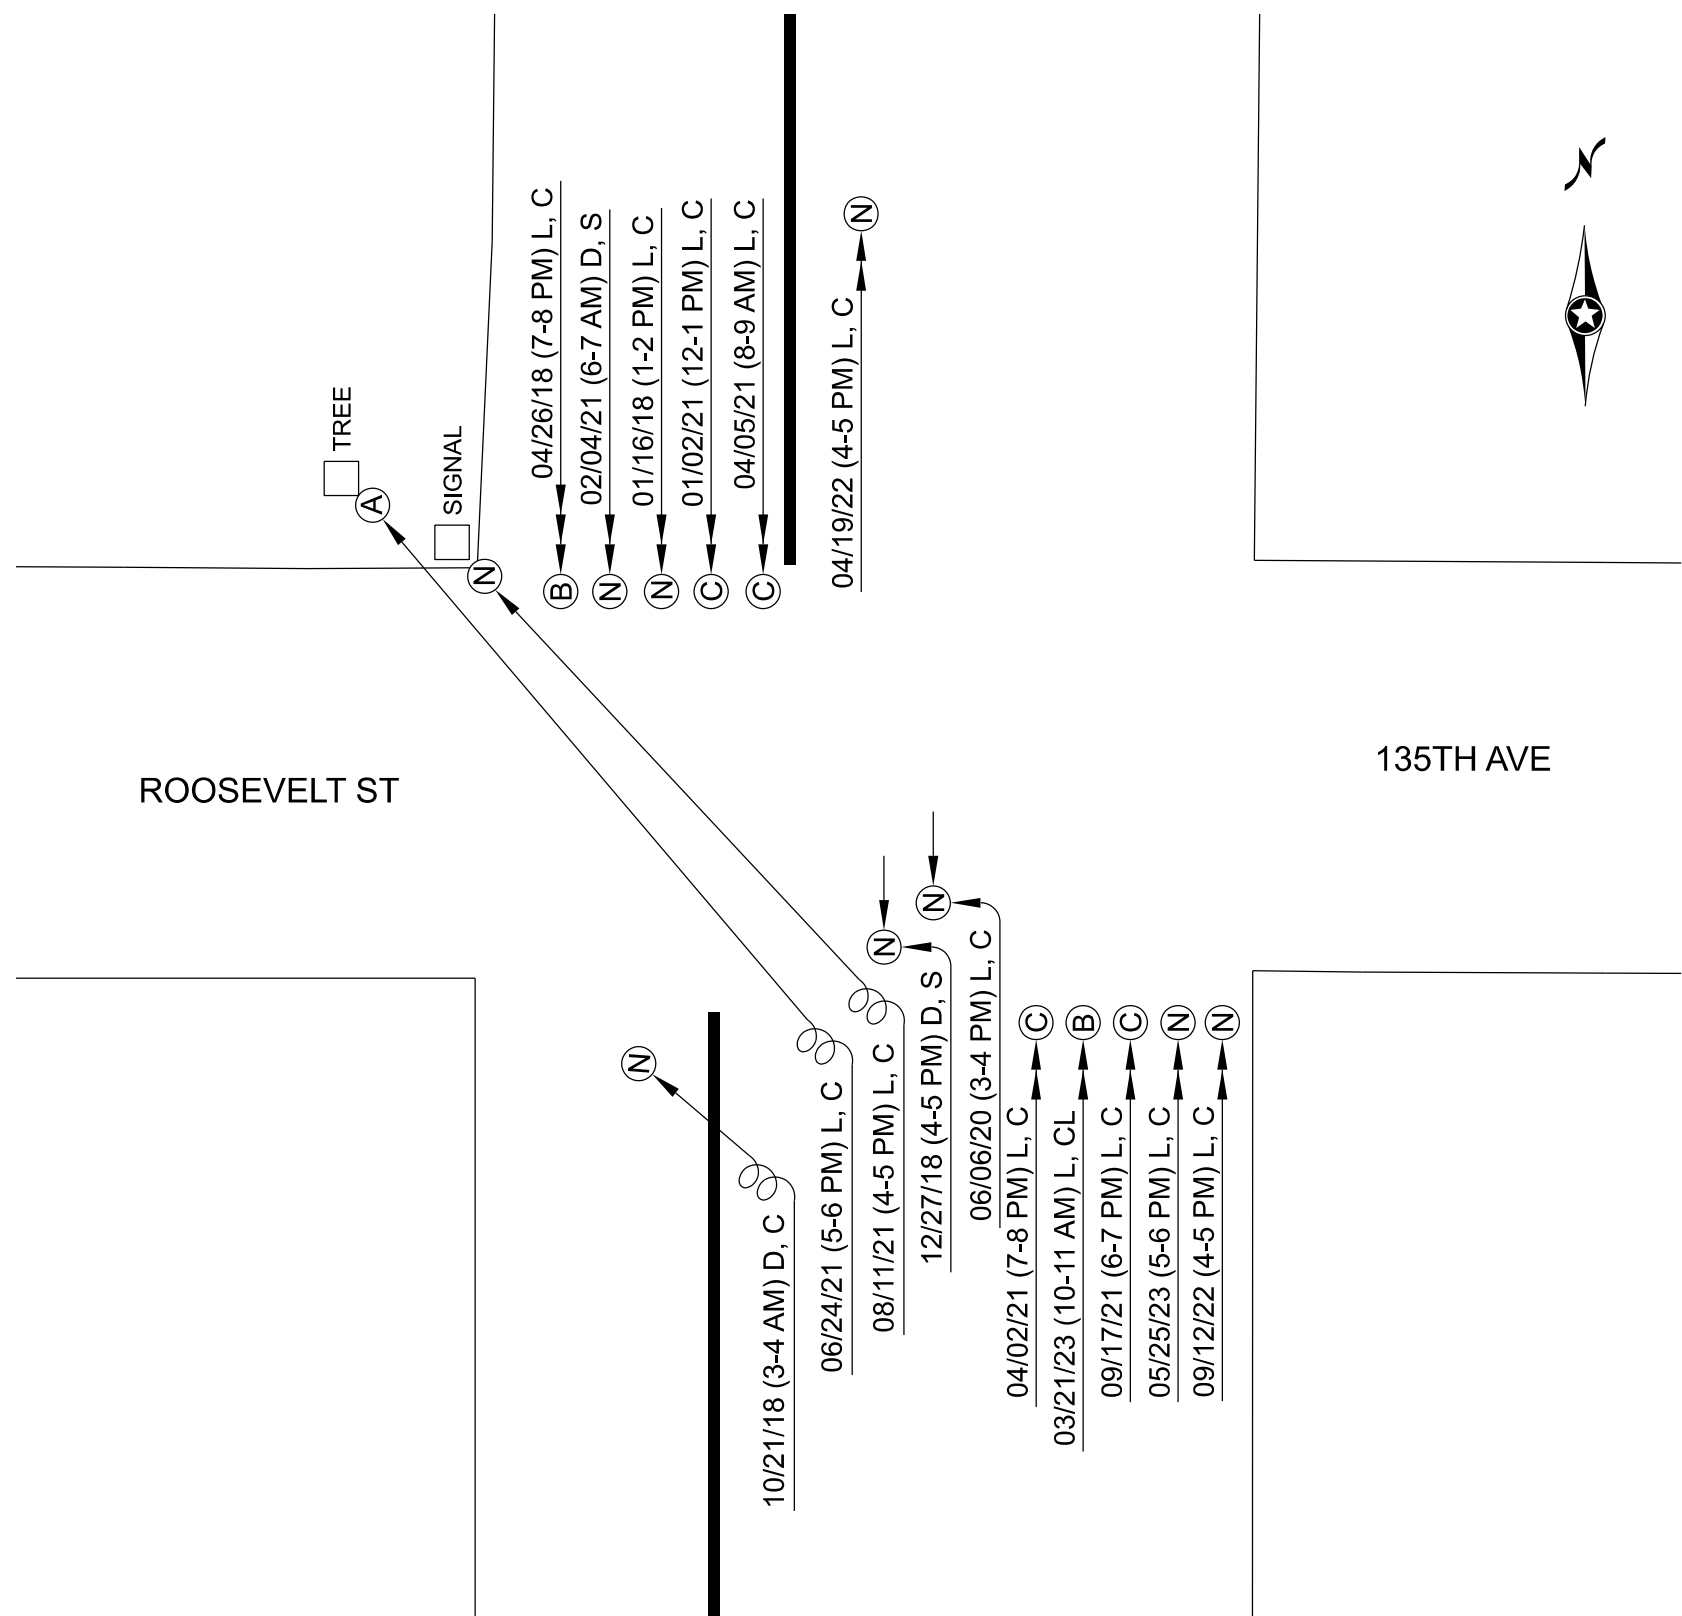 N
04/26/18 (7-8 PM) L, C
B
02/04/21 (6-7 AM) D, S
N
01/16/18 (1-2 PM) L, C
N
01/02/21 (12-1 PM) L, C
C
04/05/21 (8-9 AM) L, C
C
04/19/22 (4-5 PM) L, C
N
TREE
A
SIGNAL
N
ROOSEVELT ST
135TH AVE
N
10/21/18 (3-4 AM) D, C
06/24/21 (5-6 PM) L, C
08/11/21 (4-5 PM) L, C
N
12/27/18 (4-5 PM) D, S
N
06/06/20 (3-4 PM) L, C
C
04/02/21 (7-8 PM) L, C
B
03/21/23 (10-11 AM) L, CL
C
09/17/21 (6-7 PM) L, C
N
05/25/23 (5-6 PM) L, C
N
09/12/22 (4-5 PM) L, C